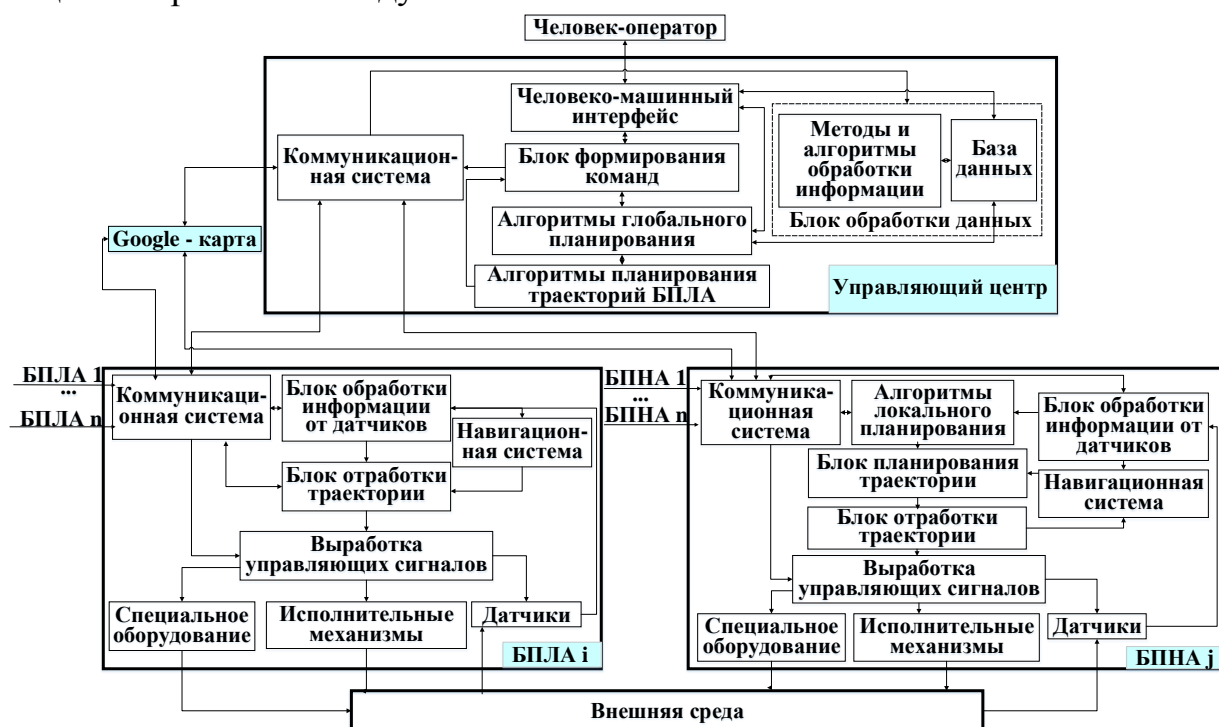 Человек-оператор
Человеко-машинный
интерфейс
Коммуникацион-
ная система
Блок формирования
команд
Методы и
алгоритмы
обработки
информации
База
данных
Блок обработки данных
Алгоритмы глобального
планирования
Google - карта
Алгоритмы планирования
траекторий БПЛА
Управляющий центр
БПЛА 1
...
БПЛА n
Коммуникаци-
онная система
Блок обработки
информации
от датчиков
Навигацион-
ная система
Блок отработки
траектории
Выработка
управляющих сигналов
Специальное
оборудование
Исполнительные
механизмы
Датчики
БПЛА i
БПНА 1
...
БПНА n
Коммуника-
ционная
система
Алгоритмы
локального
планирования
Блок обработки
информации от
датчиков
Блок планирования
траектории
Навигационная
система
Блок отработки
траектории
Выработка
управляющих сигналов
Специальное
оборудование
Исполнительные
механизмы
Датчики
БПНА j
Внешняя среда